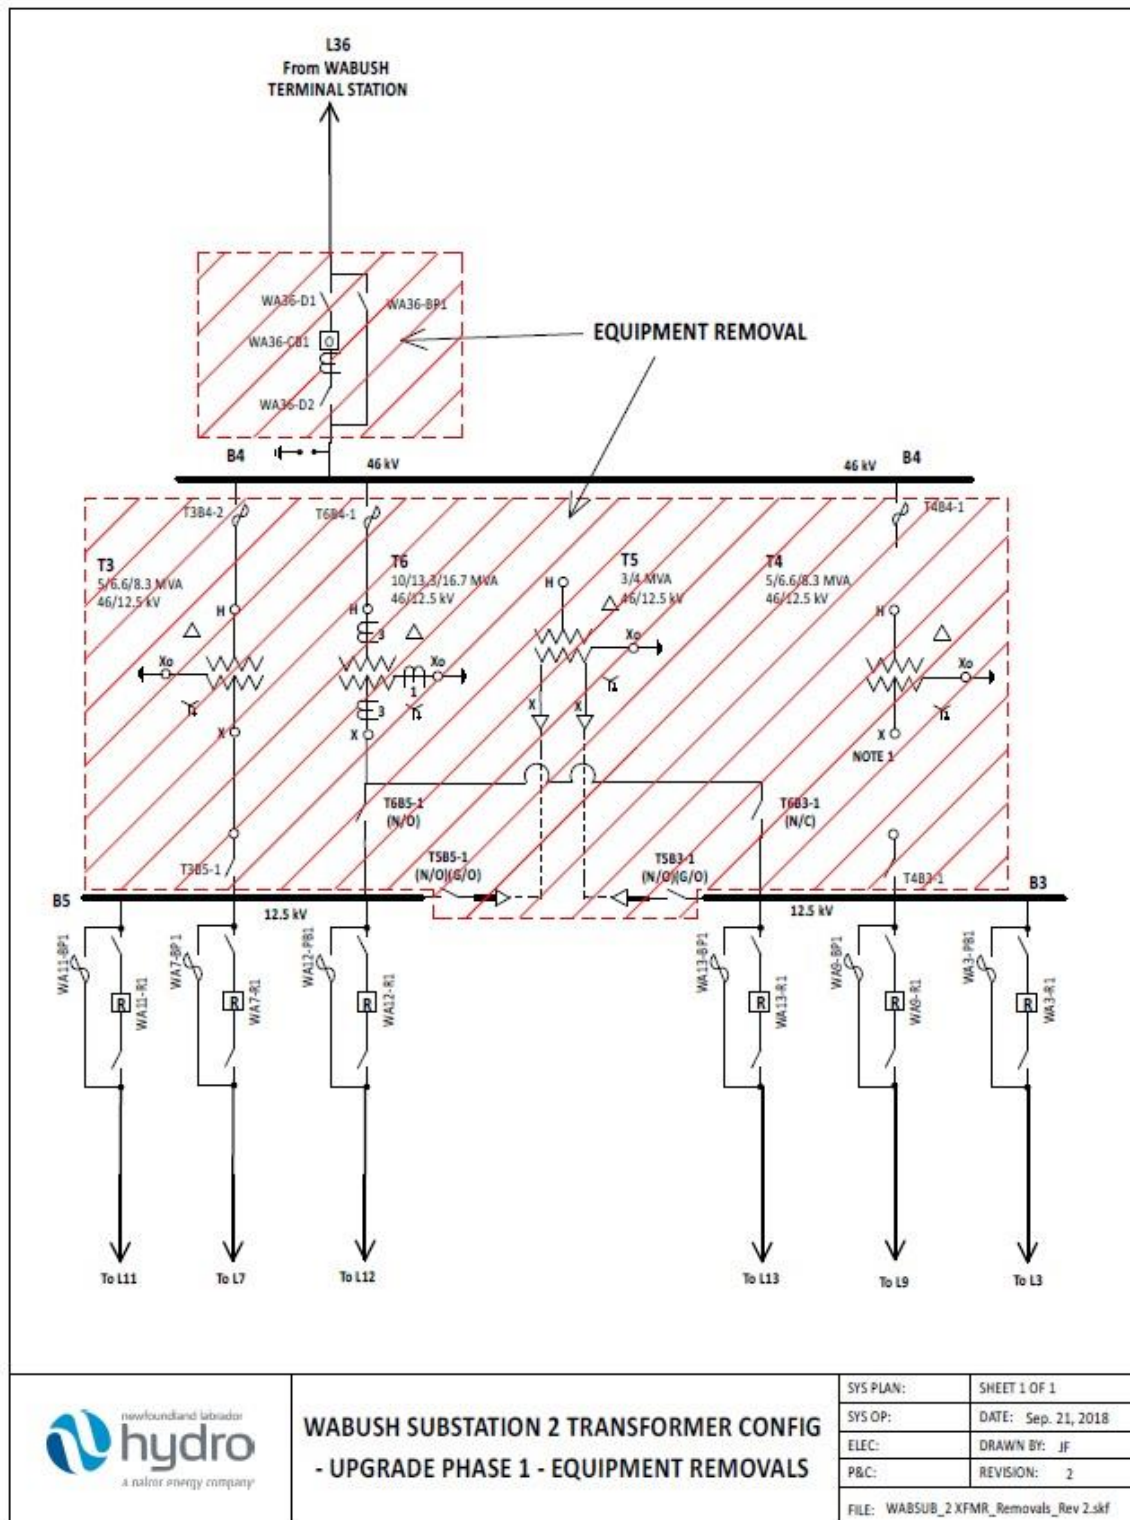 L36
From WABUSH
TERMINAL STATION
WA36-D1
WA36-BP1
WA36-CB1
O
WA36-D2
EQUIPMENT REMOVAL
B4
46 kV
46 kV
B4
T3B4-2
T6B4-1
T4B4-1
T3
5/6.6/8.3 MVA
46/12.5 kV
T6
10/13.3/16.7 MVA
46/12.5 kV
T5
3/4 MVA
46/12.5 kV
T4
5/6.6/8.3 MVA
46/12.5 kV
H
H
H
H
3
Xo
Xo
Xo
Xo
1
3
X
X
X
X
X
NOTE 1
T6B5-1
(N/O)
T6B3-1
(N/C)
T3B5-1
T5B5-1
(N/O)(G/O)
T5B3-1
(N/O)(G/O)
T4B3-1
B5
12.5 kV
12.5 kV
B3
WA11-BP1
R
WA11-R1
WA7-BP1
R
WA7-R1
WA12-PB1
R
WA12-R1
WA13-BP1
R
WA13-R1
WA9-BP1
R
WA9-R1
WA3-PB1
R
WA3-R1
To L11
To L7
To L12
To L13
To L9
To L3
newfoundland labrador
hydro
a nalcor energy company
WABUSH SUBSTATION 2 TRANSFORMER CONFIG
- UPGRADE PHASE 1 - EQUIPMENT REMOVALS
SYS PLAN:
SHEET 1 OF 1
SYS OP:
DATE: Sep. 21, 2018
ELEC:
DRAWN BY: JF
P&C:
REVISION: 2
FILE: WABSUB_2 XFMR_Removals_Rev 2.skf